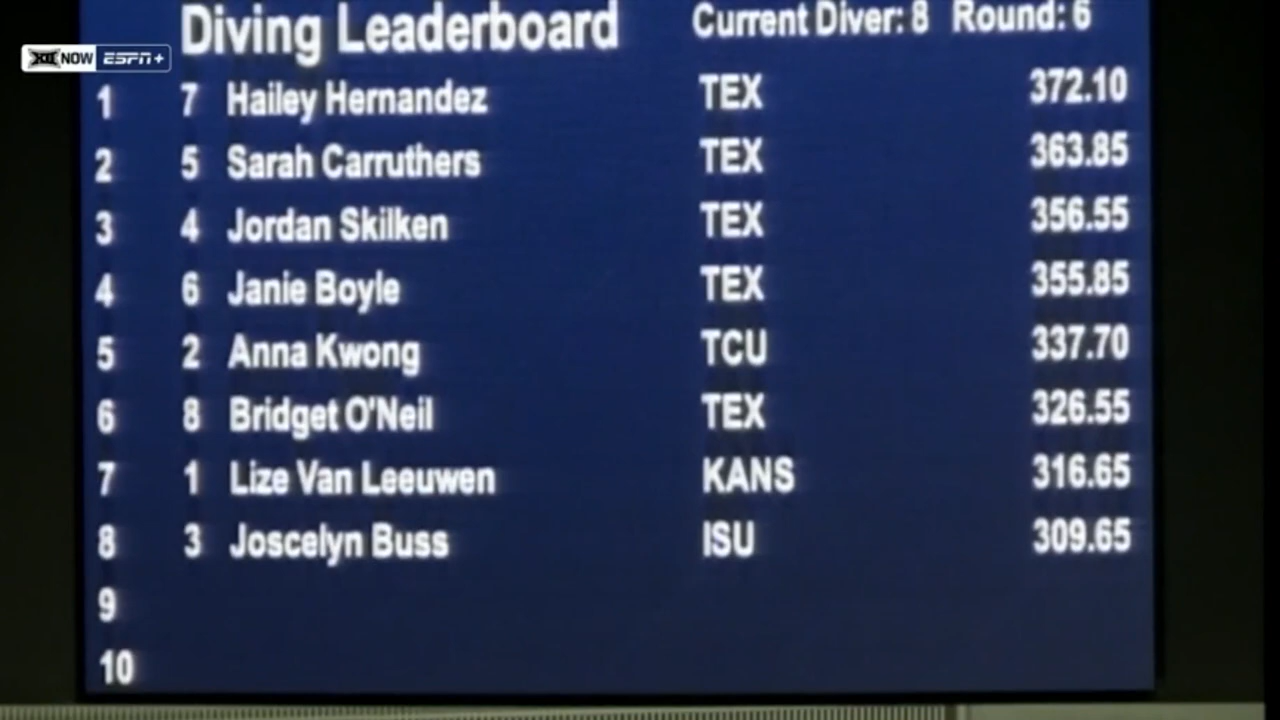 Diving Leaderboard Current Diver: 8 Round: 6
XII NOW ESPN+
1 7 Hailey Hernandez TEX 372.10
2 5 Sarah Carruthers TEX 363.85
3 4 Jordan Skilken TEX 356.55
4 6 Janie Boyle TEX 355.85
5 2 Anna Kwong TCU 337.70
6 8 Bridget O'Neil TEX 326.55
7 1 Lize Van Leeuwen KANS 316.65
8 3 Joscelyn Buss ISU 309.65
9
10